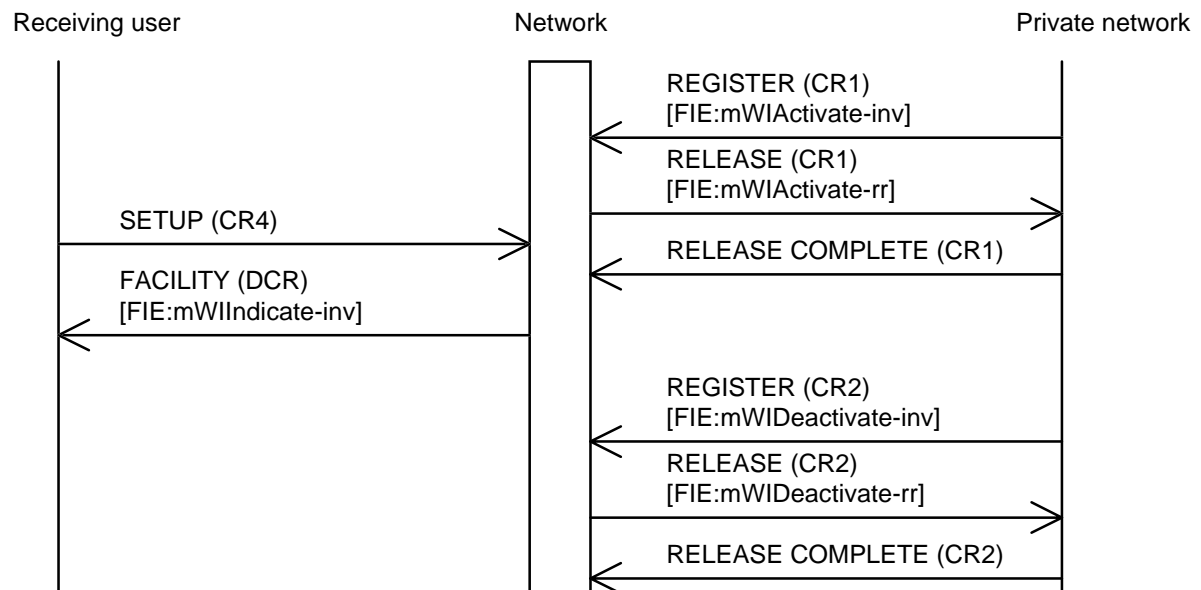 Receiving user
Network
Private network
REGISTER (CR1)
[FIE:mWIActivate-inv]
RELEASE (CR1)
[FIE:mWIActivate-rr]
SETUP (CR4)
RELEASE COMPLETE (CR1)
FACILITY (DCR)
[FIE:mWIIndicate-inv]
REGISTER (CR2)
[FIE:mWIDeactivate-inv]
RELEASE (CR2)
[FIE:mWIDeactivate-rr]
RELEASE COMPLETE (CR2)